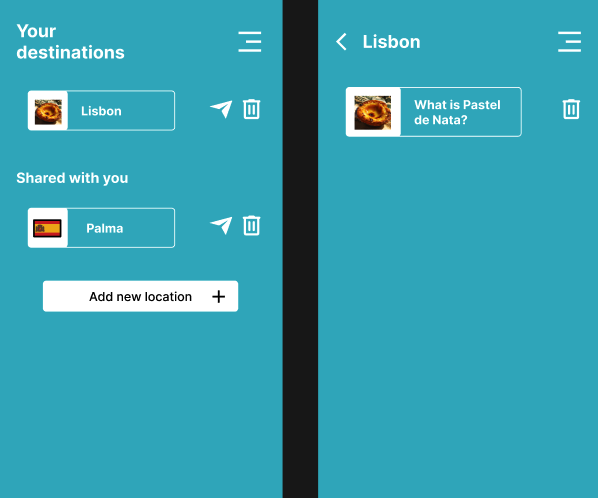 Your
destinations
Lisbon
Shared with you
Palma
Add new location
Lisbon
What is Pastel
de Nata?